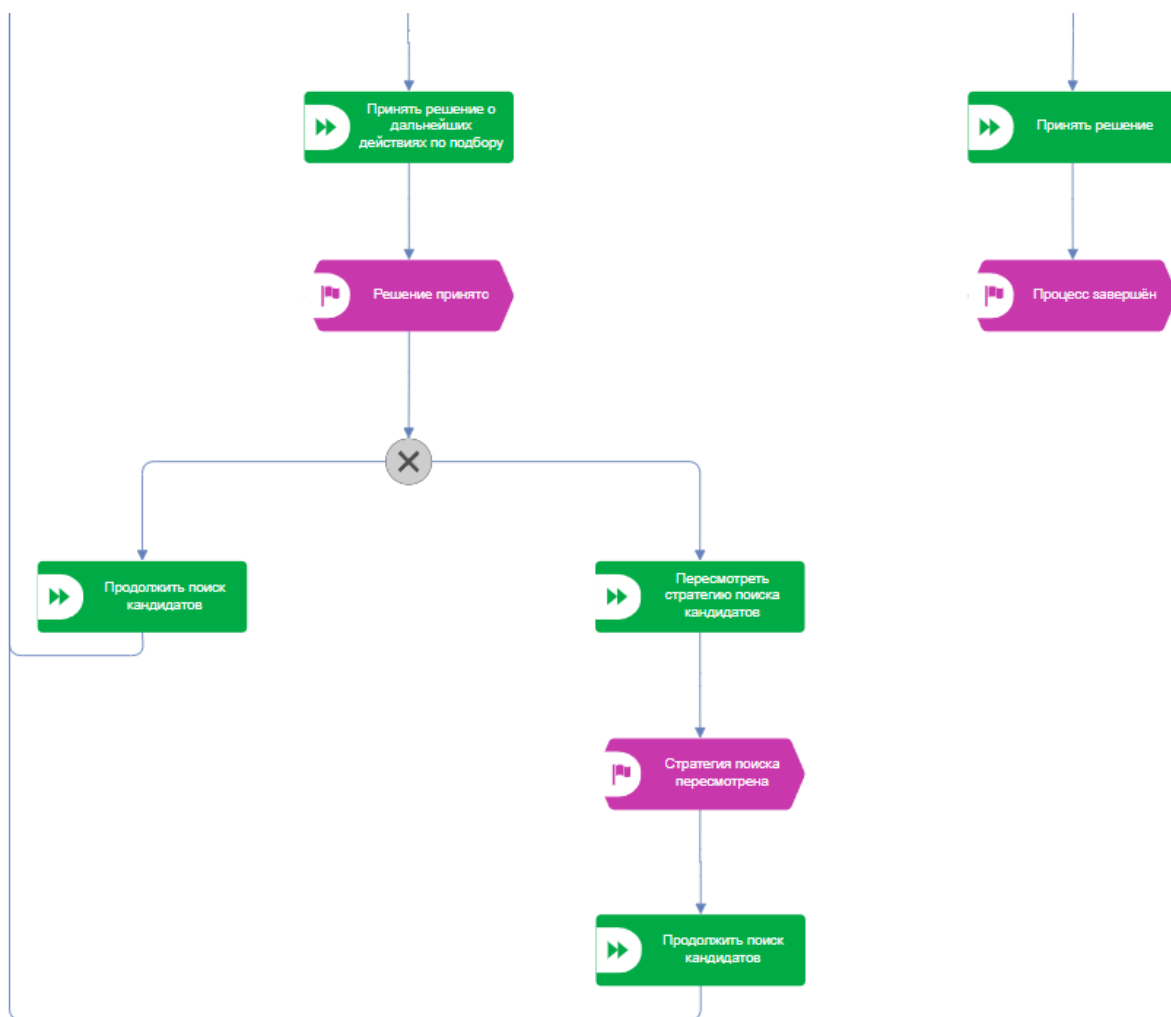 Принять решение о
дальнейших
действиях по подбору
Принять решение
Решение принято
Процесс завершён
Продолжить поиск
кандидатов
Пересмотреть
стратегию поиска
кандидатов
Стратегия поиска
пересмотрена
Продолжить поиск
кандидатов